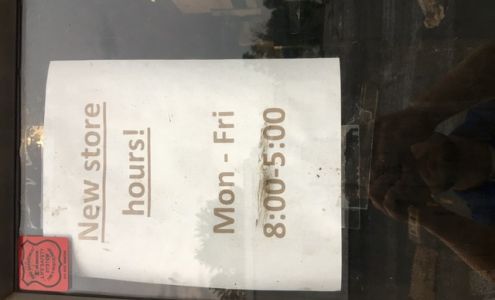 New store
hours!
Mon - Fri
8:00-5:00